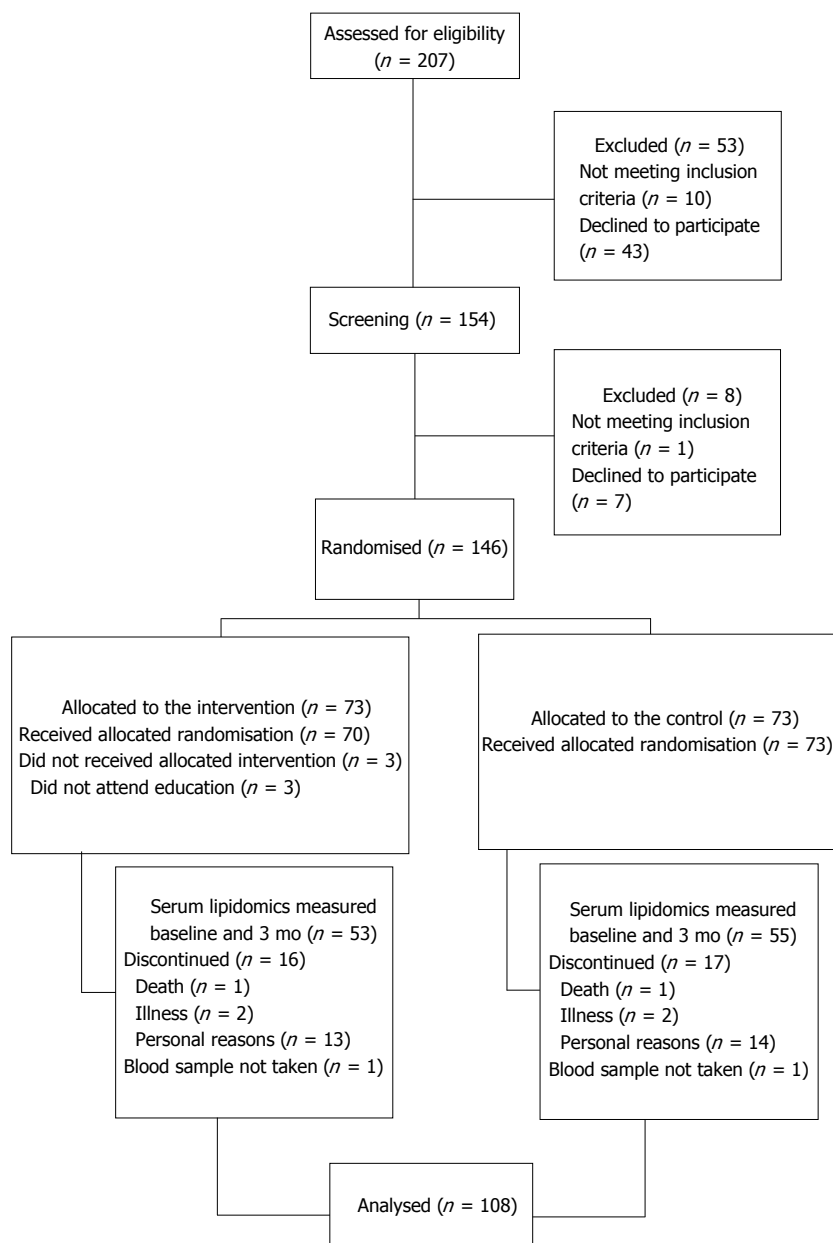 Assessed for eligibility
(n = 207)
Excluded (n = 53)
Not meeting inclusion
criteria (n = 10)
Declined to participate
(n = 43)
Screening (n = 154)
Excluded (n = 8)
Not meeting inclusion
criteria (n = 1)
Declined to participate
(n = 7)
Randomised (n = 146)
Allocated to the intervention (n = 73)
Received allocated randomisation (n = 70)
Did not received allocated intervention (n = 3)
Did not attend education (n = 3)
Allocated to the control (n = 73)
Received allocated randomisation (n = 73)
Serum lipidomics measured
baseline and 3 mo (n = 53)
Discontinued (n = 16)
Death (n = 1)
Illness (n = 2)
Personal reasons (n = 13)
Blood sample not taken (n = 1)
Serum lipidomics measured
baseline and 3 mo (n = 55)
Discontinued (n = 17)
Death (n = 1)
Illness (n = 2)
Personal reasons (n = 14)
Blood sample not taken (n = 1)
Analysed (n = 108)